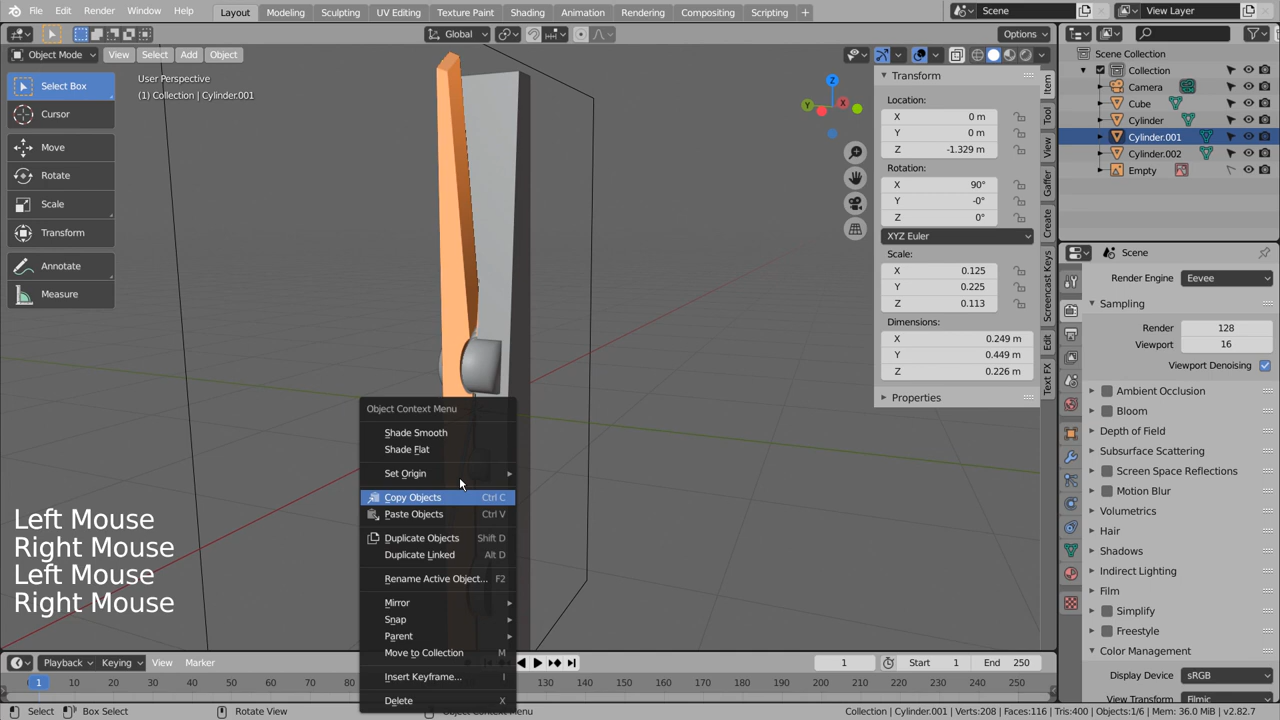 File Edit Render Window Help Layout Modeling Sculpting UV Editing Texture Paint Shading Animation Rendering Compositing Scripting + Scene View Layer
Global Options
Object Mode View Select Add Object
User Perspective
(1) Collection | Cylinder.001
Select Box
Cursor
Move
Rotate
Scale
Transform
Annotate
Measure
Z
Y
X
Transform
Location:
X 0 m
Y 0 m
Z -1.329 m
Rotation:
X 90°
Y -0°
Z 0°
XYZ Euler
Scale:
X 0.125
Y 0.225
Z 0.113
Dimensions:
X 0.249 m
Y 0.449 m
Z 0.226 m
Properties
Item
Tool
View
Gaffer
Create
Screencast Keys
Edit
Text FX
Scene Collection
Collection
Camera
Cube
Cylinder
Cylinder.001
Cylinder.002
Empty
Scene
Render Engine Eevee
Sampling
Render 128
Viewport 16
Viewport Denoising
Ambient Occlusion
Bloom
Depth of Field
Subsurface Scattering
Screen Space Reflections
Motion Blur
Volumetrics
Hair
Shadows
Indirect Lighting
Film
Simplify
Freestyle
Color Management
Display Device sRGB
View Transform Filmic
Object Context Menu
Shade Smooth
Shade Flat
Set Origin
Copy Objects Ctrl C
Paste Objects Ctrl V
Duplicate Objects Shift D
Duplicate Linked Alt D
Rename Active Object... F2
Mirror
Snap
Parent
Move to Collection M
Insert Keyframe... I
Delete X
Left Mouse
Right Mouse
Left Mouse
Right Mouse
Playback Keying View Marker 1 Start 1 End 250
1 10 20 30 40 50 60 70 80 130 140 150 160 170 180 190 200 210 220 230 240 250
Select Box Select Rotate View Object Context Menu Collection | Cylinder.001 | Verts:208 | Faces:116 | Tris:400 | Objects:1/6 | Mem: 36.0 MiB | v2.82.7